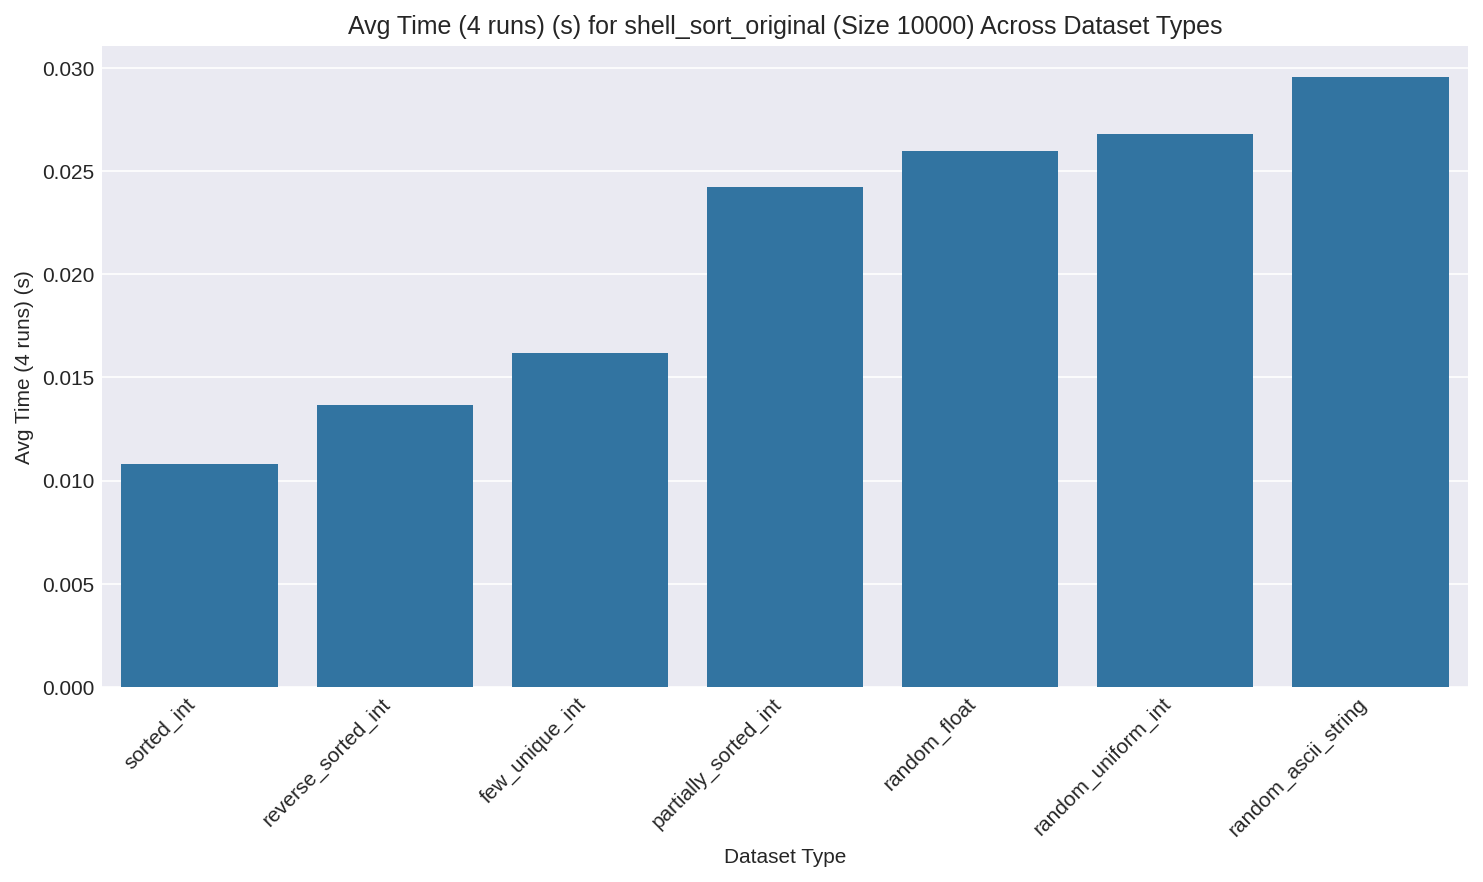 Avg Time (4 runs) (s) for shell_sort_original (Size 10000) Across Dataset Types
Avg Time (4 runs) (s)
0.030
0.025
0.020
0.015
0.010
0.005
0.000
sorted_int
reverse_sorted_int
few_unique_int
partially_sorted_int
random_float
random_uniform_int
random_ascii_string
Dataset Type